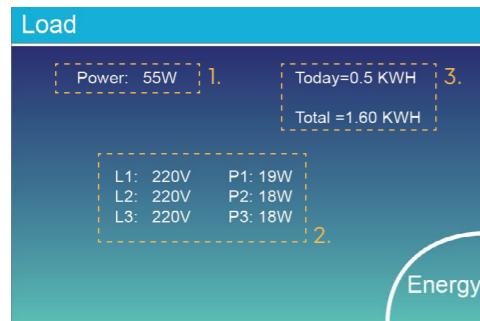 Load
Power: 55W 1.
Today=0.5 KWH 3.
Total =1.60 KWH
L1: 220V P1: 19W
L2: 220V P2: 18W
L3: 220V P3: 18W
2.
Energy